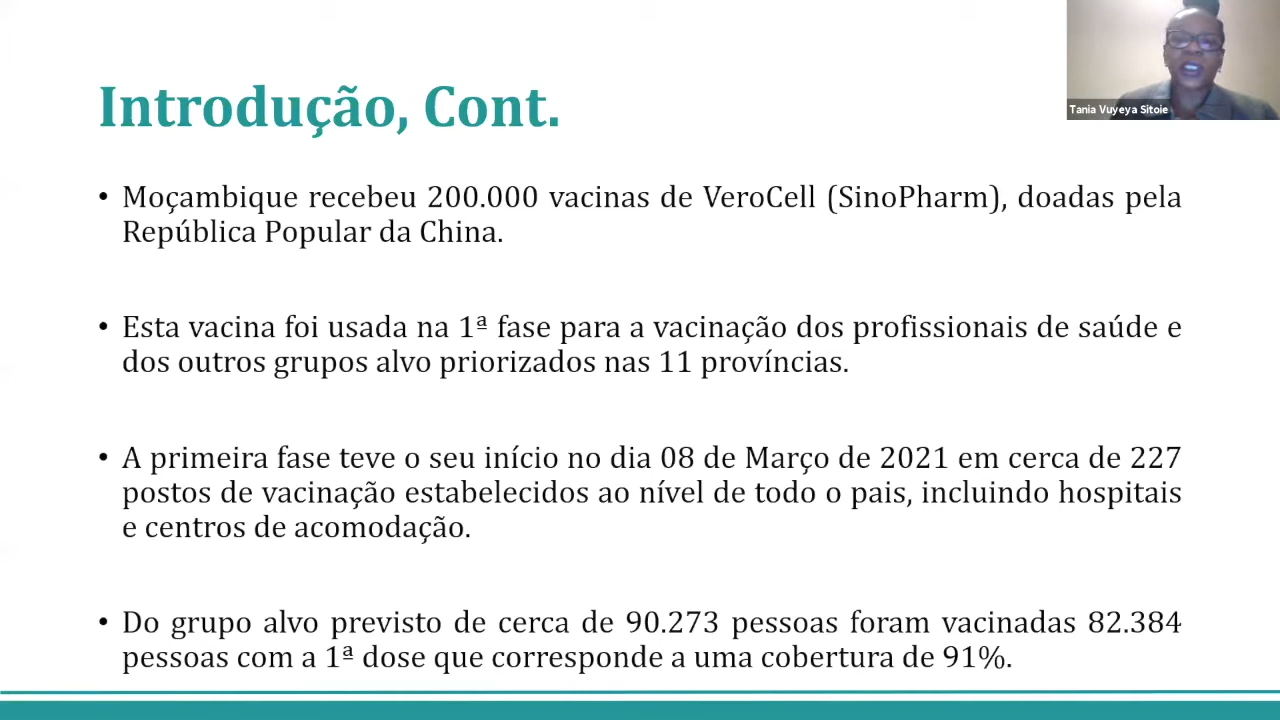 Introdução, Cont.
Tania Vuyeya Sitoie
• Moçambique recebeu 200.000 vacinas de VeroCell (SinoPharm), doadas pela
República Popular da China.
• Esta vacina foi usada na 1ª fase para a vacinação dos profissionais de saúde e
dos outros grupos alvo priorizados nas 11 províncias.
• A primeira fase teve o seu início no dia 08 de Março de 2021 em cerca de 227
postos de vacinação estabelecidos ao nível de todo o pais, incluindo hospitais
e centros de acomodação.
• Do grupo alvo previsto de cerca de 90.273 pessoas foram vacinadas 82.384
pessoas com a 1ª dose que corresponde a uma cobertura de 91%.